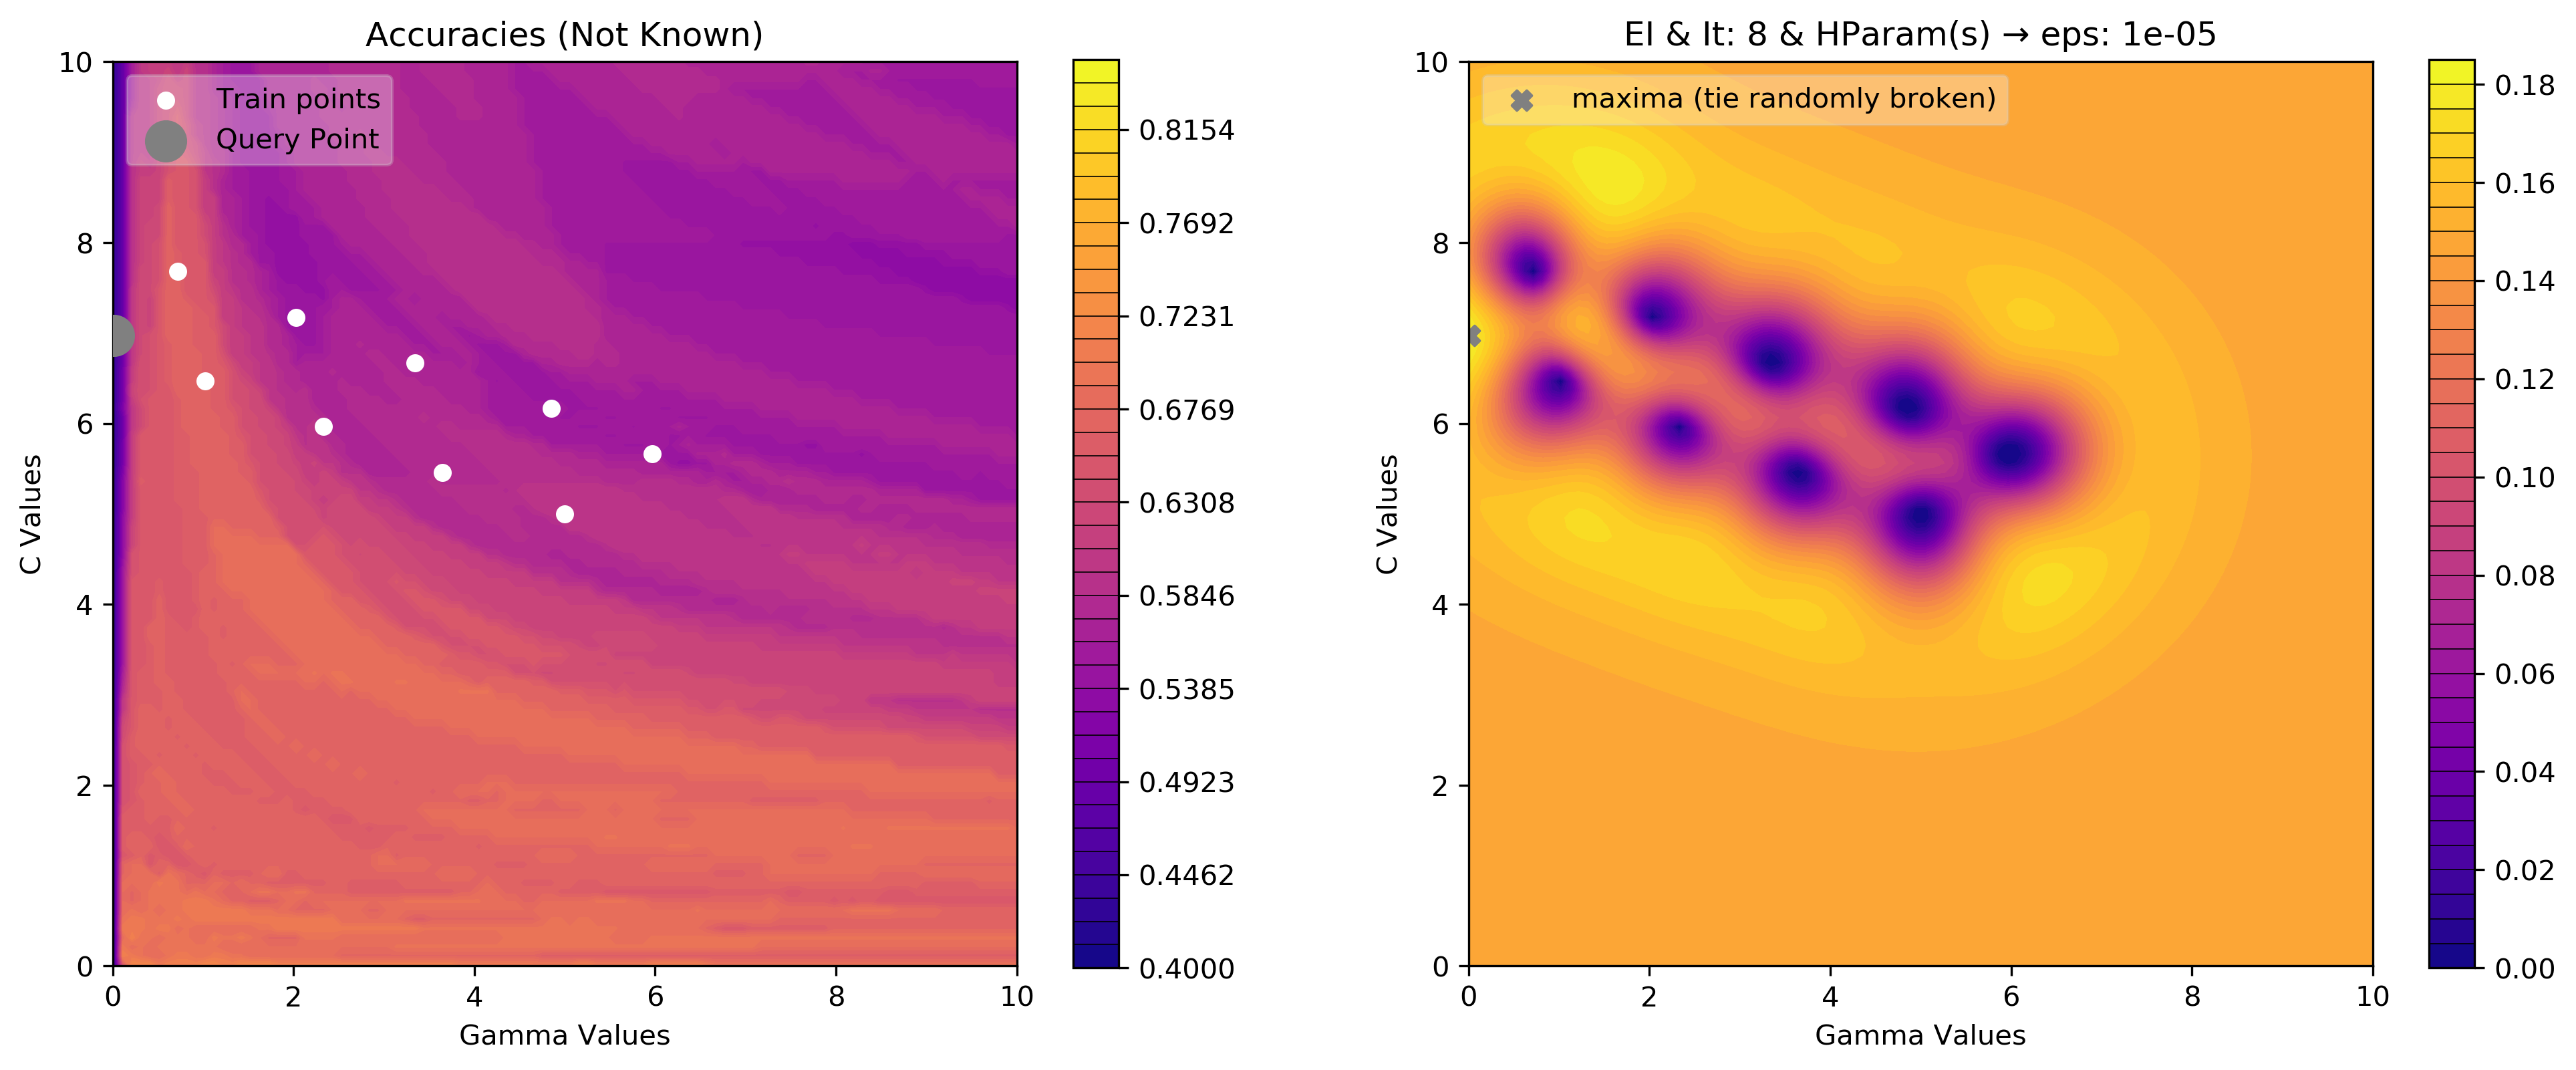 Accuracies (Not Known)
Train points
Query Point
10
8
6
4
2
0
C Values
0 2 4 6 8 10
Gamma Values
0.8154
0.7692
0.7231
0.6769
0.6308
0.5846
0.5385
0.4923
0.4462
0.4000
EI & It: 8 & HParam(s) → eps: 1e-05
maxima (tie randomly broken)
10
8
6
4
2
0
C Values
0 2 4 6 8 10
Gamma Values
0.18
0.16
0.14
0.12
0.10
0.08
0.06
0.04
0.02
0.00